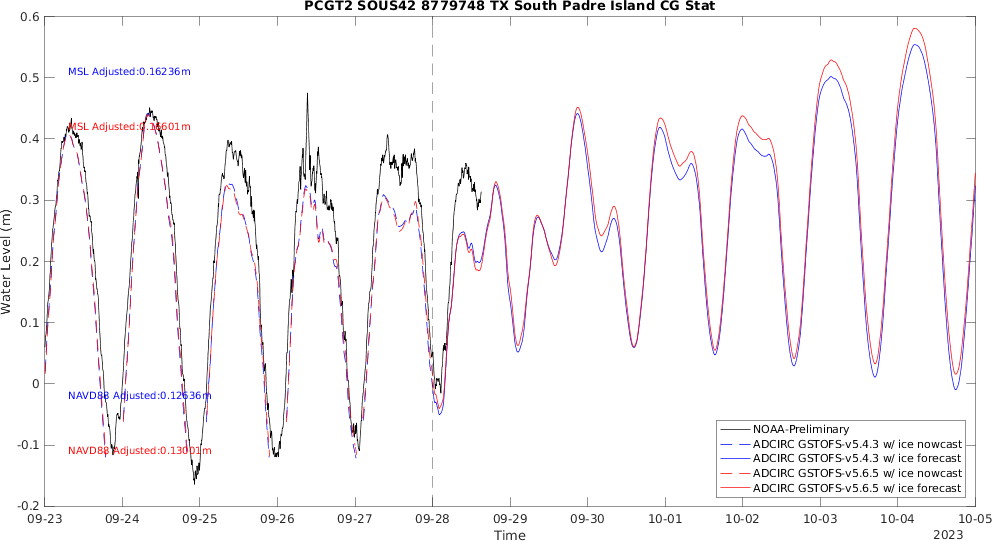 PCGT2 SOUS42 8779748 TX South Padre Island CG Stat
0.6
0.5
0.4
0.3
0.2
0.1
0
-0.1
-0.2
Water Level (m)
MSL Adjusted:0.16236m
MSL Adjusted:0.16601m
NAVD88 Adjusted:0.12636m
NAVD88 Adjusted:0.13001m
NOAA-Preliminary
ADCIRC GSTOFS-v5.4.3 w/ ice nowcast
ADCIRC GSTOFS-v5.4.3 w/ ice forecast
ADCIRC GSTOFS-v5.6.5 w/ ice nowcast
ADCIRC GSTOFS-v5.6.5 w/ ice forecast
09-23 09-24 09-25 09-26 09-27 09-28 09-29 09-30 10-01 10-02 10-03 10-04 10-05
Time
2023